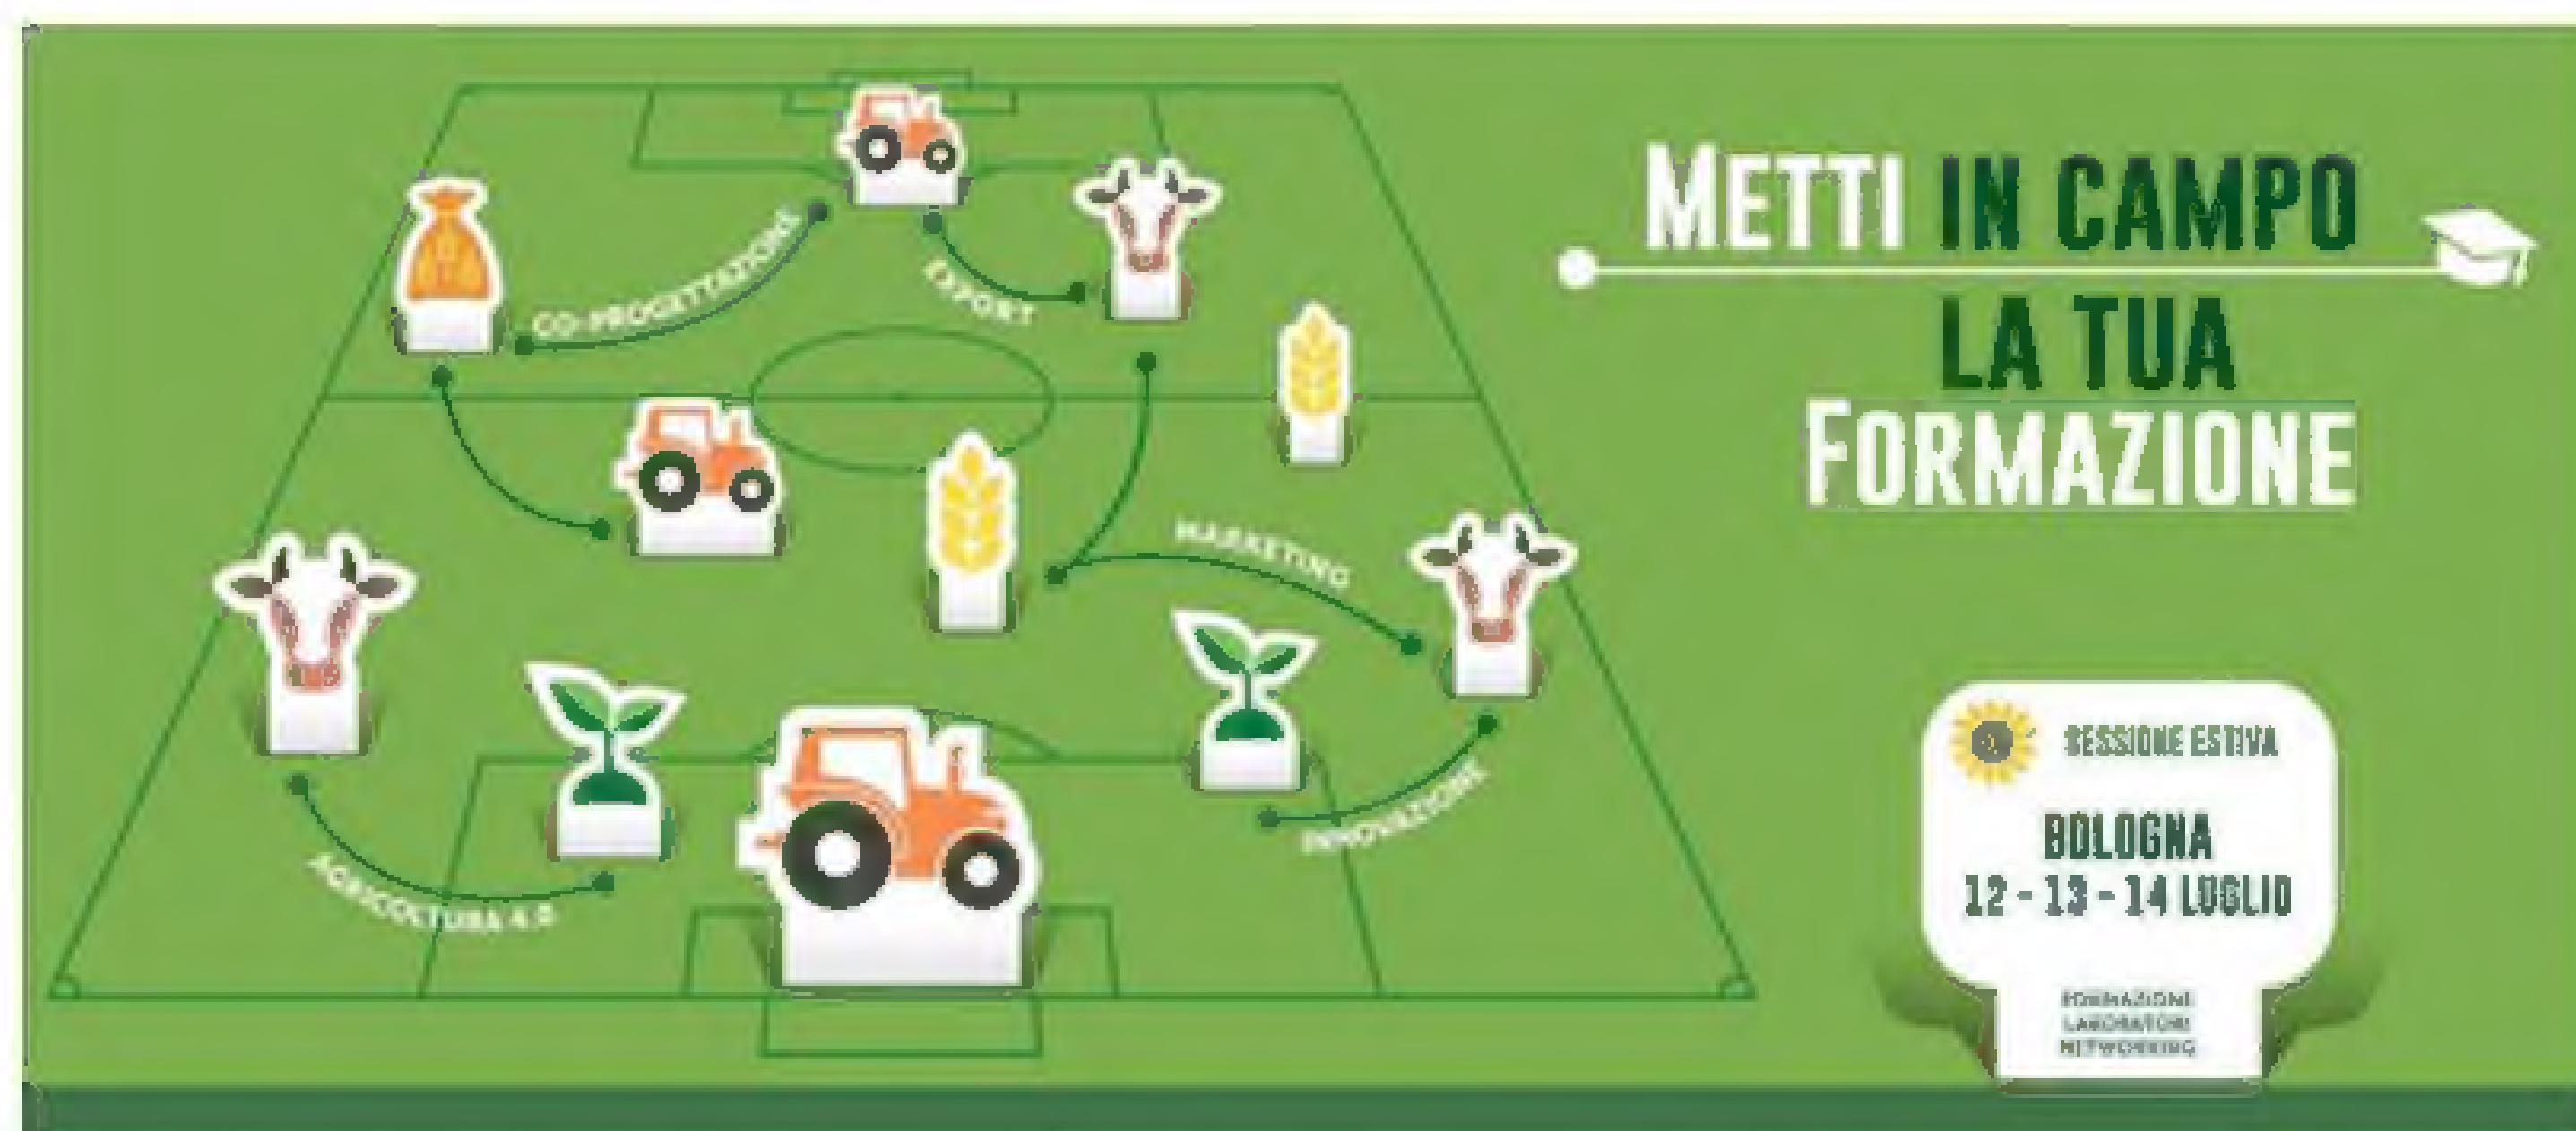 METTI IN CAMPO
LA TUA
FORMAZIONE
CO-PROGETTAZIONE
EXPORT
MARKETING
INNOVAZIONE
AGRICOLTURA 4.0
SESSIONE ESTIVA
BOLOGNA
12 - 13 - 14 LUGLIO
FORMAZIONE
LABORATORI
NETWORKING